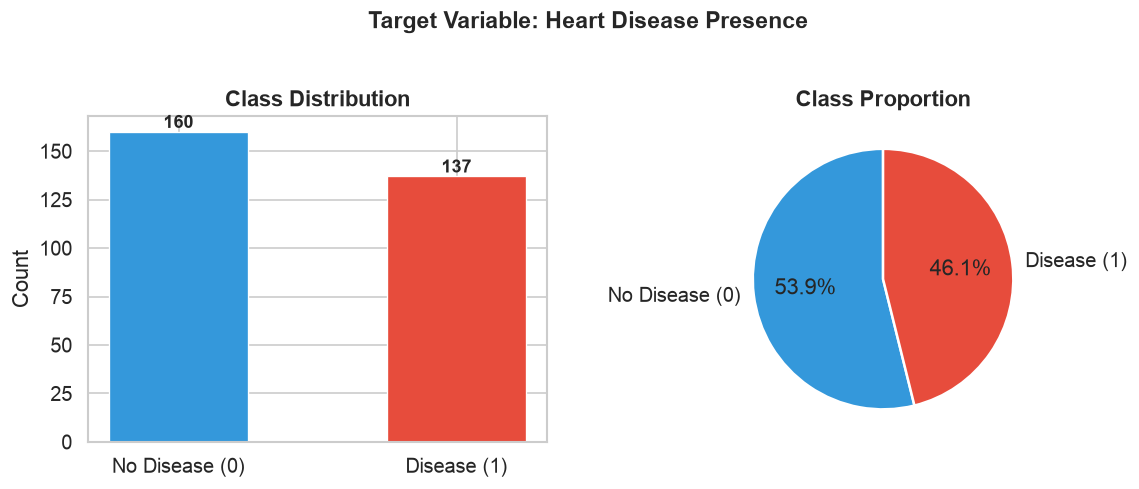 Target Variable: Heart Disease Presence
Class Distribution
160
137
150
125
100
75
50
25
0
Count
No Disease (0)
Disease (1)
Class Proportion
No Disease (0)
53.9%
46.1%
Disease (1)